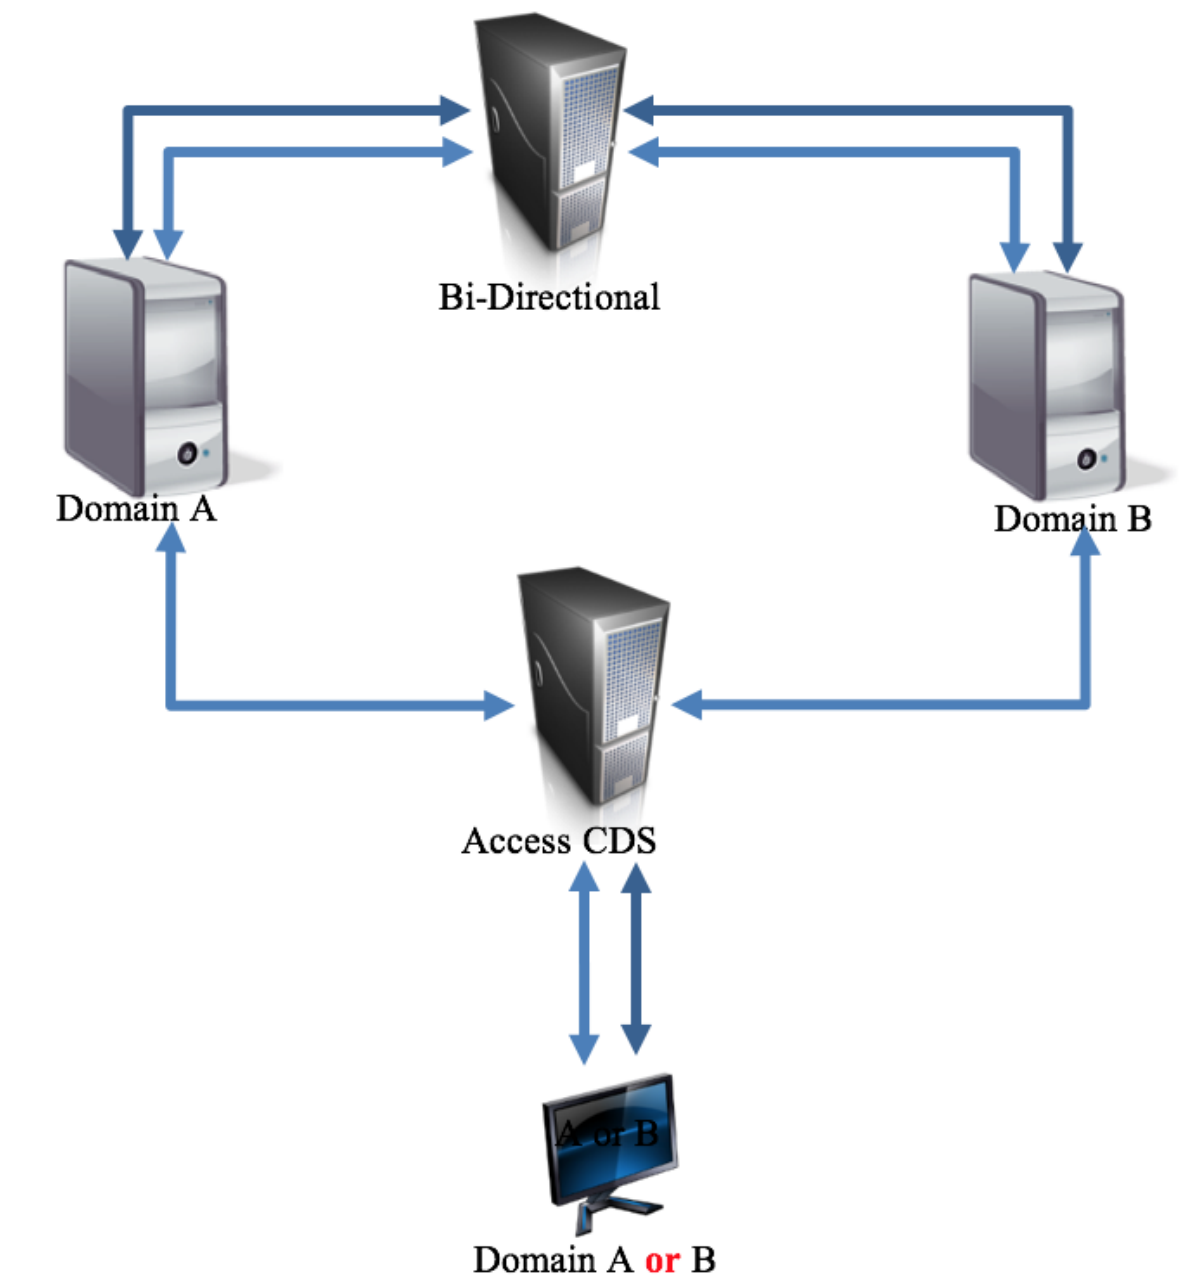 Bi-Directional
Domain A
Domain B
Access CDS
A or B
Domain A or B